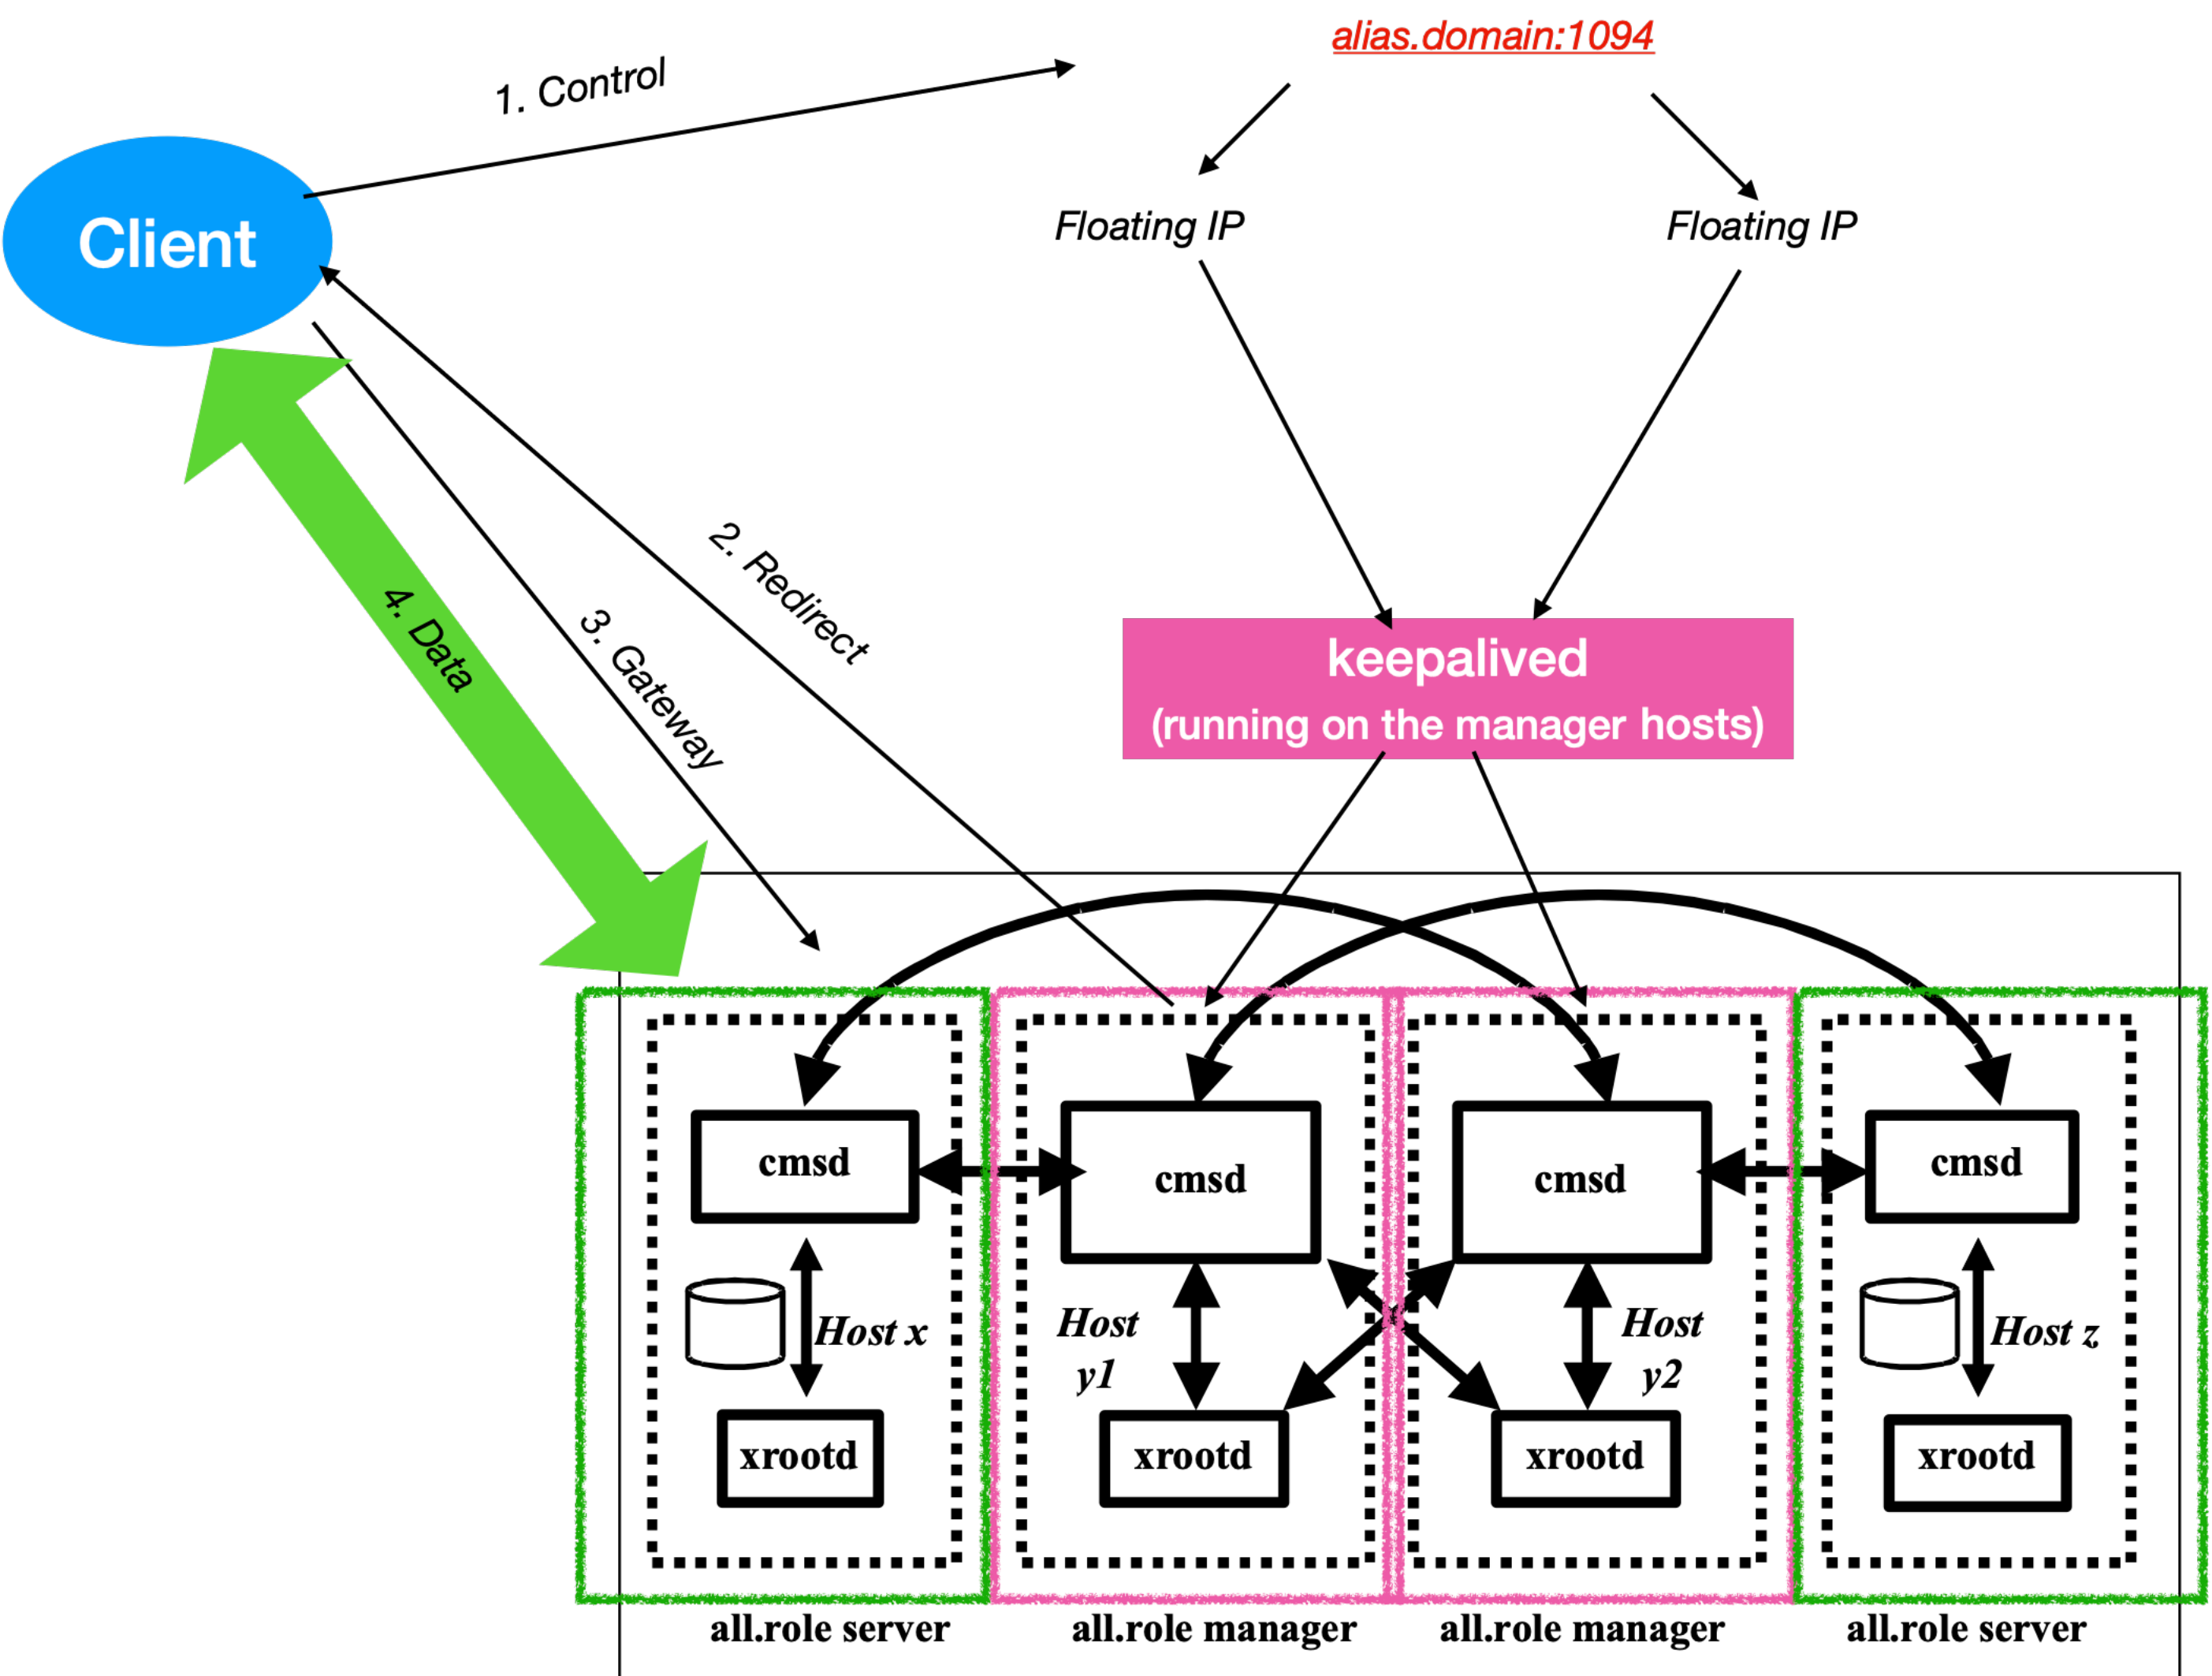 alias.domain:1094
1. Control
Client
Floating IP
Floating IP
2. Redirect
3. Gateway
4. Data
keepalived
(running on the manager hosts)
cmsd
cmsd
cmsd
cmsd
Host x
Host
y1
Host
y2
Host z
xrootd
xrootd
xrootd
xrootd
all.role server
all.role manager
all.role manager
all.role server